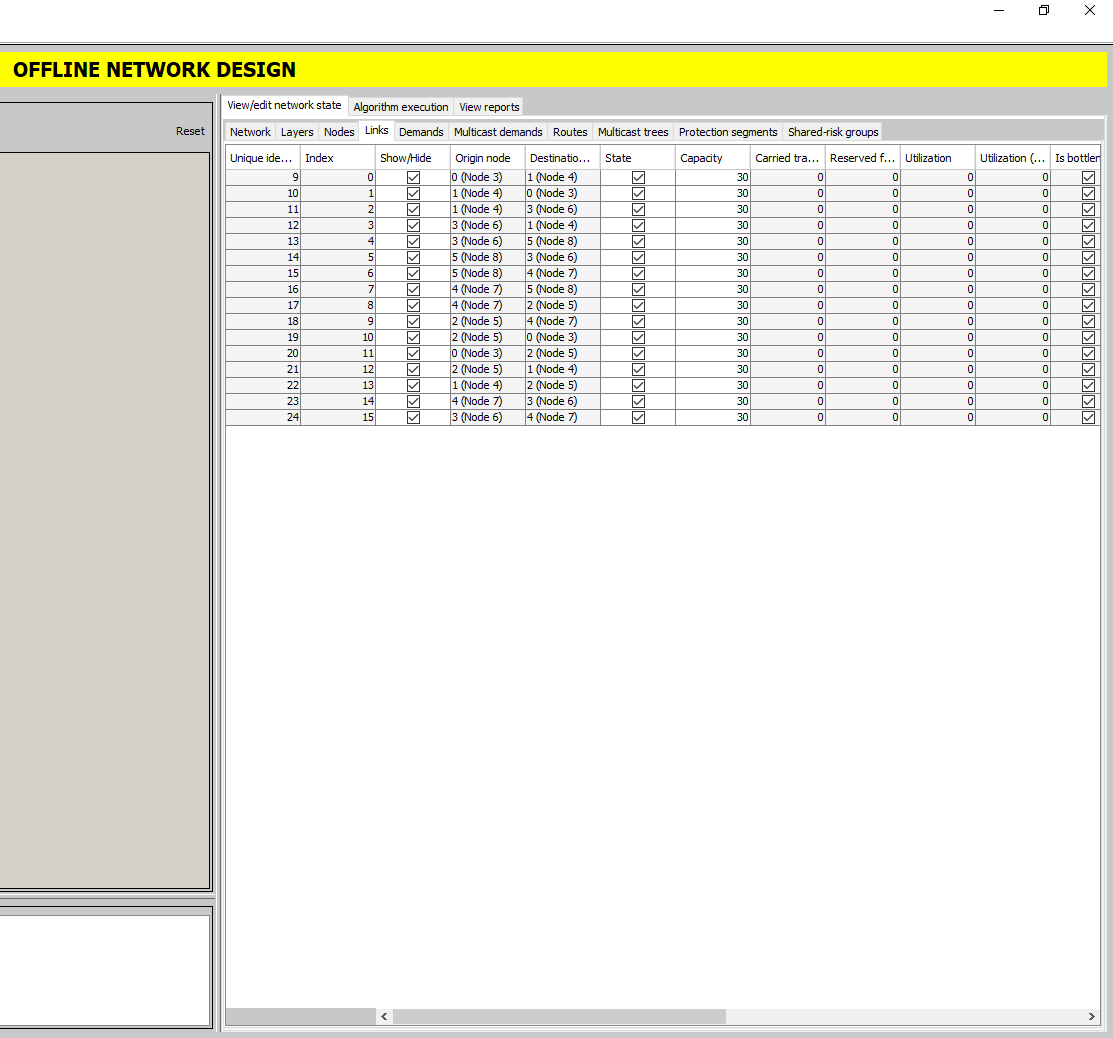 OFFLINE NETWORK DESIGN
Reset
View/edit network state Algorithm execution View reports
Network Layers Nodes Links Demands Multicast demands Routes Multicast trees Protection segments Shared-risk groups
Unique ide... Index Show/Hide Origin node Destinatio... State Capacity Carried tra... Reserved f... Utilization Utilization (... Is bottlen
9 0 0 (Node 3) 1 (Node 4) 30 0 0 0 0
10 1 1 (Node 4) 0 (Node 3) 30 0 0 0 0
11 2 1 (Node 4) 3 (Node 6) 30 0 0 0 0
12 3 3 (Node 6) 1 (Node 4) 30 0 0 0 0
13 4 3 (Node 6) 5 (Node 8) 30 0 0 0 0
14 5 5 (Node 8) 3 (Node 6) 30 0 0 0 0
15 6 5 (Node 8) 4 (Node 7) 30 0 0 0 0
16 7 4 (Node 7) 5 (Node 8) 30 0 0 0 0
17 8 4 (Node 7) 2 (Node 5) 30 0 0 0 0
18 9 2 (Node 5) 4 (Node 7) 30 0 0 0 0
19 10 2 (Node 5) 0 (Node 3) 30 0 0 0 0
20 11 0 (Node 3) 2 (Node 5) 30 0 0 0 0
21 12 2 (Node 5) 1 (Node 4) 30 0 0 0 0
22 13 1 (Node 4) 2 (Node 5) 30 0 0 0 0
23 14 4 (Node 7) 3 (Node 6) 30 0 0 0 0
24 15 3 (Node 6) 4 (Node 7) 30 0 0 0 0